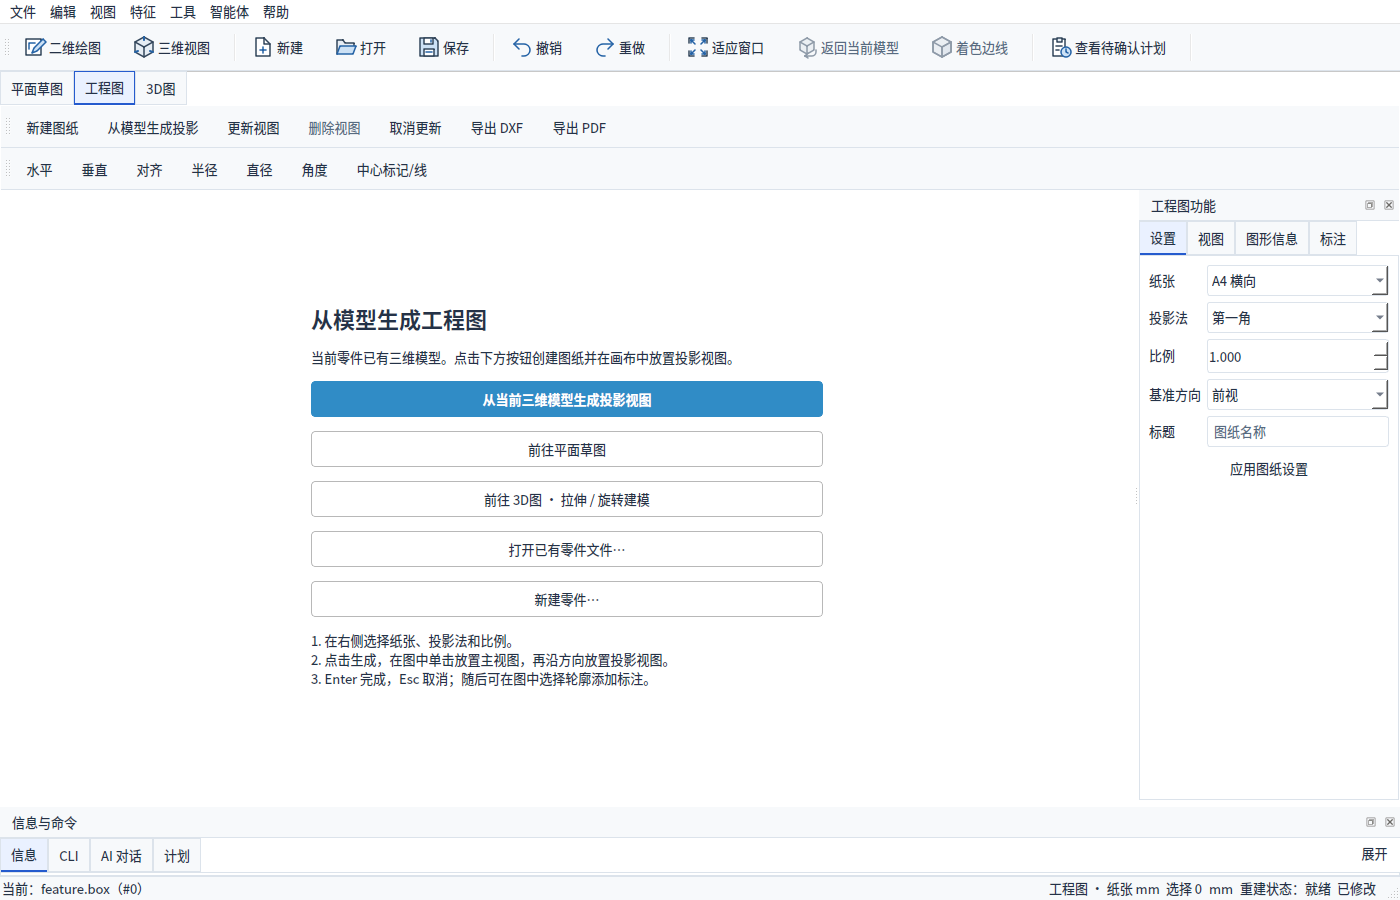 文件 编辑 视图 特征 工具 智能体 帮助
二维绘图 三维视图 新建 打开 保存 撤销 重做 适应窗口 返回当前模型 着色边线 查看待确认计划
平面草图 工程图 3D图
新建图纸 从模型生成投影 更新视图 删除视图 取消更新 导出 DXF 导出 PDF
水平 垂直 对齐 半径 直径 角度 中心标记/线
工程图功能
设置 视图 图形信息 标注
纸张 A4 横向
投影法 第一角
比例 1.000
基准方向 前视
标题 图纸名称
应用图纸设置
从模型生成工程图
当前零件已有三维模型。点击下方按钮创建图纸并在画布中放置投影视图。
从当前三维模型生成投影视图
前往平面草图
前往 3D图 · 拉伸 / 旋转建模
打开已有零件文件…
新建零件…
1. 在右侧选择纸张、投影法和比例。
2. 点击生成，在图中单击放置主视图，再沿方向放置投影视图。
3. Enter 完成，Esc 取消；随后可在图中选择轮廓添加标注。
信息与命令
信息 CLI AI 对话 计划 展开
当前：feature.box（#0） 工程图 · 纸张 mm 选择 0 mm 重建状态：就绪 已修改